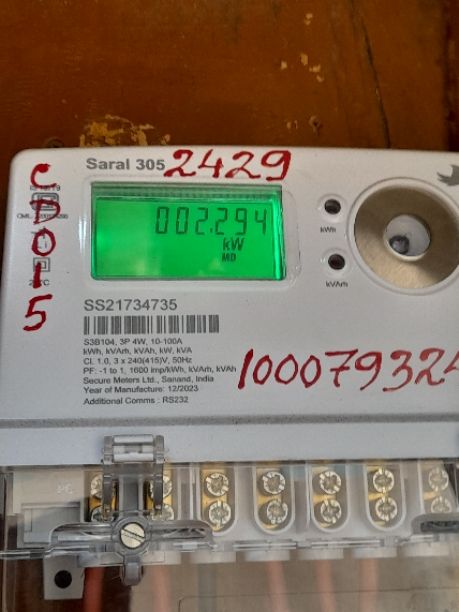 Saral 305
2429
CB015
002.294
kW
MD
kWh
kVArh
SS21734735
S3B104, 3P 4W, 10-100A
kWh, kVArh, kVAh, kW, kVA
Cl. 1.0, 3 x 240(415)V, 50Hz
PF: -1 to 1, 1600 imp/kWh, kVArh, kVAh
Secure Meters Ltd., Sanand, India
Year of Manufacture: 12/2023
Additional Comms : RS232
10007932